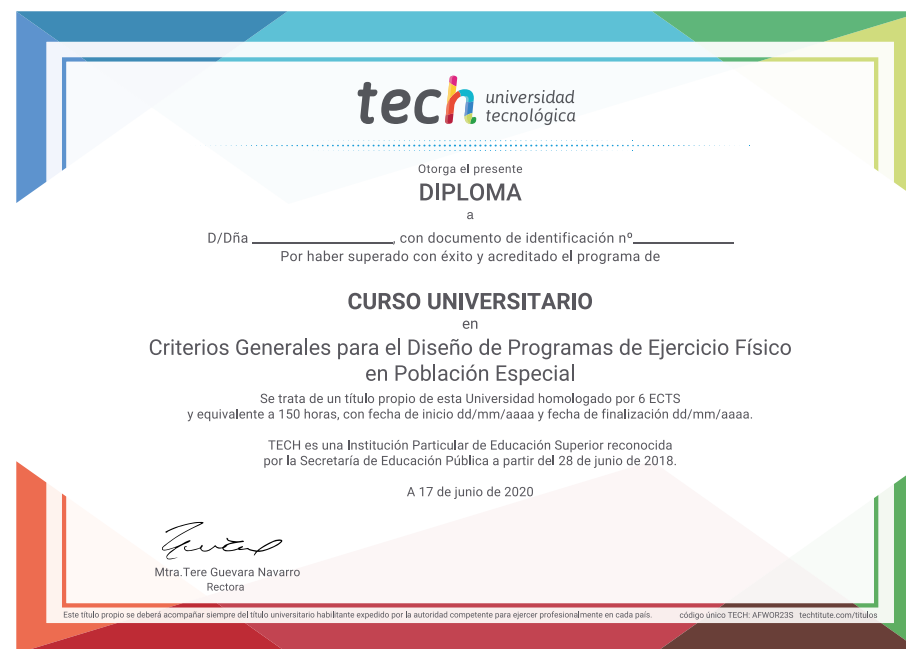 tech universidad
tecnológica
Otorga el presente
DIPLOMA
a
D/Dña ____________________, con documento de identificación nº______________
Por haber superado con éxito y acreditado el programa de
CURSO UNIVERSITARIO
en
Criterios Generales para el Diseño de Programas de Ejercicio Físico
en Población Especial
Se trata de un título propio de esta Universidad homologado por 6 ECTS
y equivalente a 150 horas, con fecha de inicio dd/mm/aaaa y fecha de finalización dd/mm/aaaa.
TECH es una Institución Particular de Educación Superior reconocida
por la Secretaría de Educación Pública a partir del 28 de junio de 2018.
A 17 de junio de 2020
Mtra.Tere Guevara Navarro
Rectora
Este título propio se deberá acompañar siempre del título universitario habilitante expedido por la autoridad competente para ejercer profesionalmente en cada país. código único TECH: AFWOR23S techtitute.com/titulos